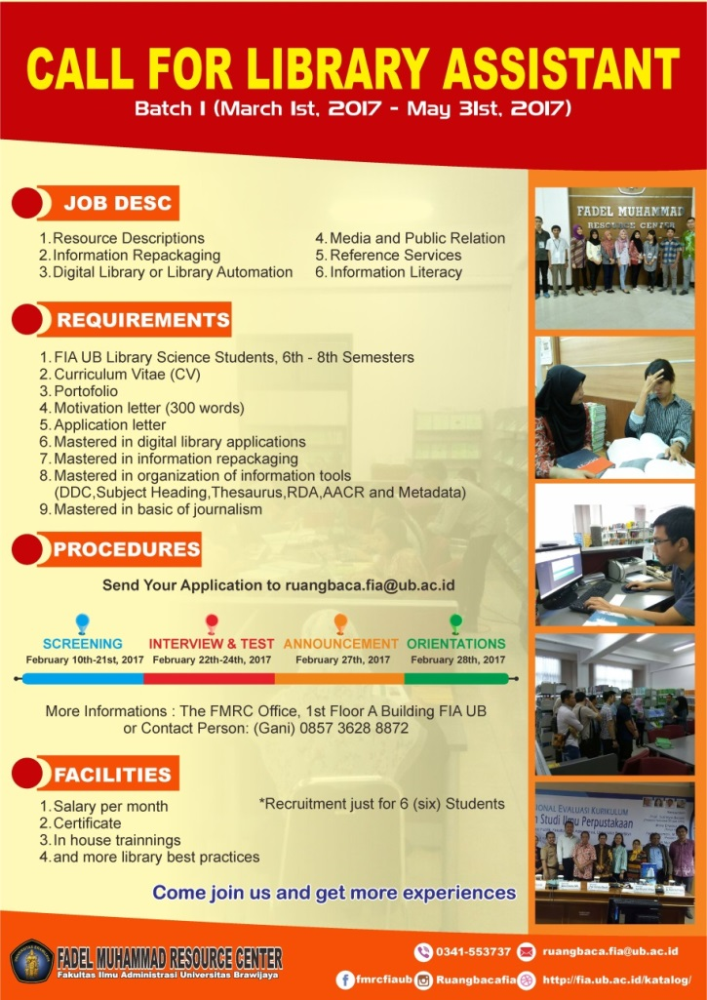 CALL FOR LIBRARY ASSISTANT
Batch 1 (March 1st, 2017 - May 31st, 2017)
JOB DESC
1. Resource Descriptions
2. Information Repackaging
3. Digital Library or Library Automation
4. Media and Public Relation
5. Reference Services
6. Information Literacy
REQUIREMENTS
1. FIA UB Library Science Students, 6th - 8th Semesters
2. Curriculum Vitae (CV)
3. Portofolio
4. Motivation letter (300 words)
5. Application letter
6. Mastered in digital library applications
7. Mastered in information repackaging
8. Mastered in organization of information tools
(DDC,Subject Heading,Thesaurus,RDA,AACR and Metadata)
9. Mastered in basic of journalism
PROCEDURES
Send Your Application to ruangbaca.fia@ub.ac.id
SCREENING
February 10th-21st, 2017
INTERVIEW & TEST
February 22th-24th, 2017
ANNOUNCEMENT
February 27th, 2017
ORIENTATIONS
February 28th, 2017
More Informations : The FMRC Office, 1st Floor A Building FIA UB
or Contact Person: (Gani) 0857 3628 8872
FACILITIES
1. Salary per month
2. Certificate
3. In house trainnings
4. and more library best practices
*Recruitment just for 6 (six) Students
Come join us and get more experiences
FADEL MUHAMMAD
RESOURCE CENTER
EVALUASI KURIKULUM
Studi Ilmu Perpustakaan
FADEL MUHAMMAD RESOURCE CENTER
Fakultas Ilmu Administrasi Universitas Brawijaya
0341-553737
ruangbaca.fia@ub.ac.id
fmrcfiaub
Ruangbacafia
http://fia.ub.ac.id/katalog/